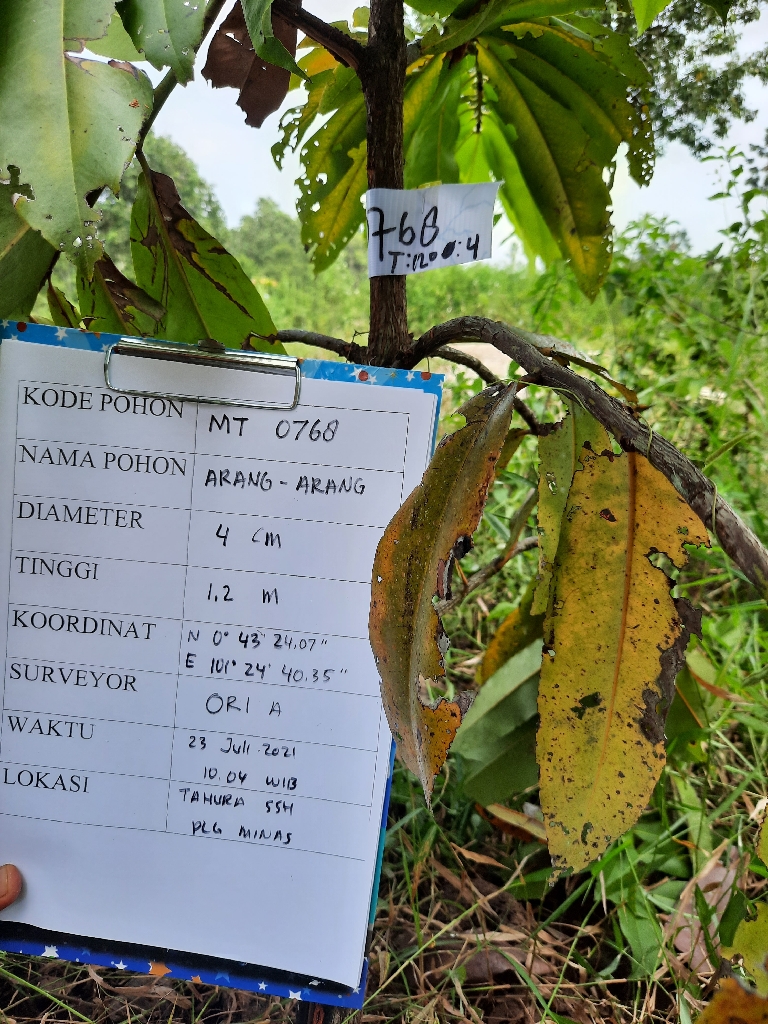 768
T:120 D:4
KODE POHON MT 0768
NAMA POHON ARANG - ARANG
DIAMETER 4 CM
TINGGI 1.2 M
KOORDINAT N 0° 43' 24.07"
E 101° 24' 40.35"
SURVEYOR ORI A
WAKTU 23 Juli 2021
10.04 WIB
LOKASI TAHURA SSH
PLG MINAS